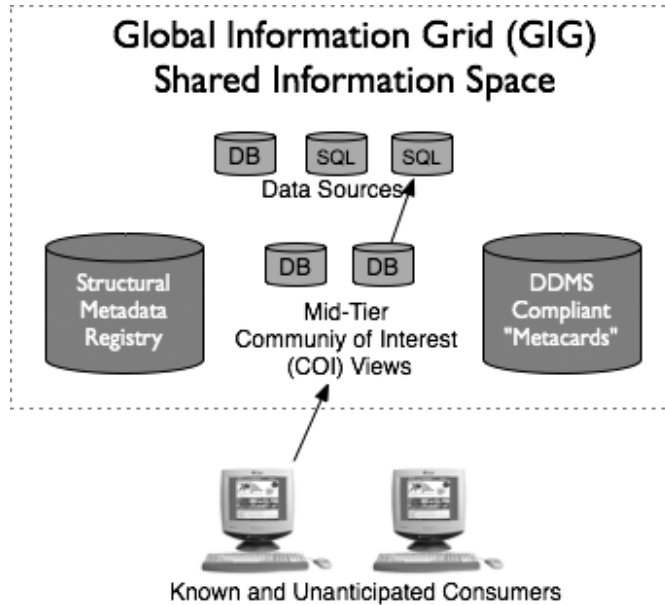 Global Information Grid (GIG)
Shared Information Space
DB
SQL
SQL
Data Sources
DB
DB
Structural
Metadata
Registry
Mid-Tier
Communiy of Interest
(COI) Views
DDMS
Compliant
"Metacards"
Known and Unanticipated Consumers